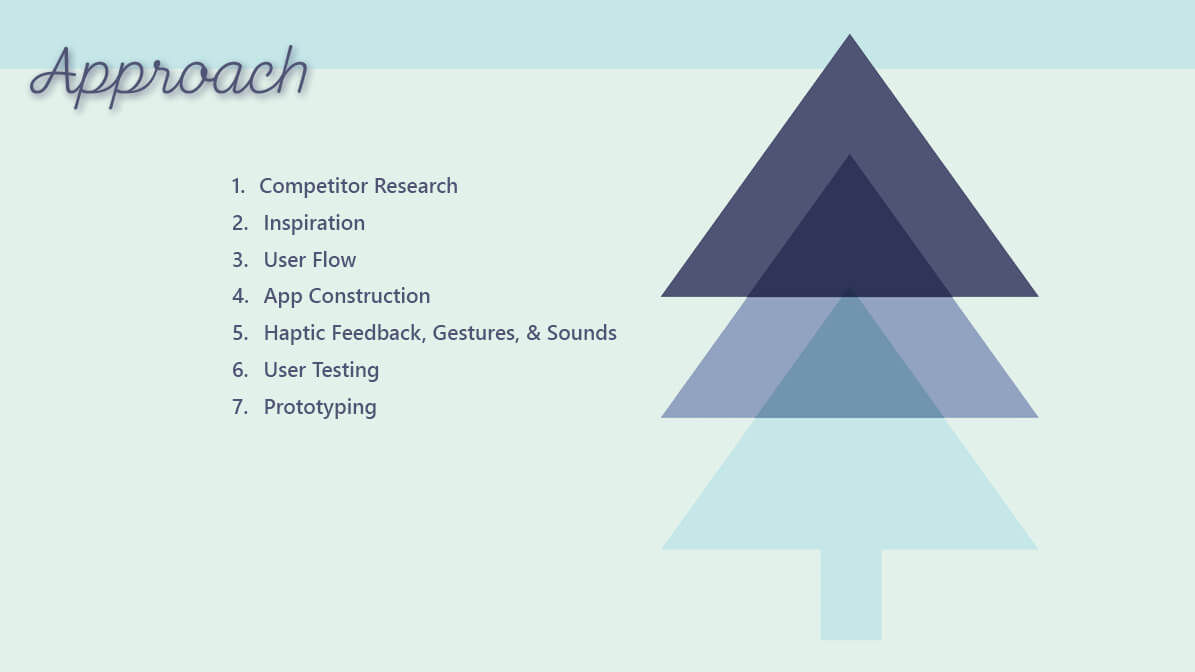 Approach
1. Competitor Research
2. Inspiration
3. User Flow
4. App Construction
5. Haptic Feedback, Gestures, & Sounds
6. User Testing
7. Prototyping